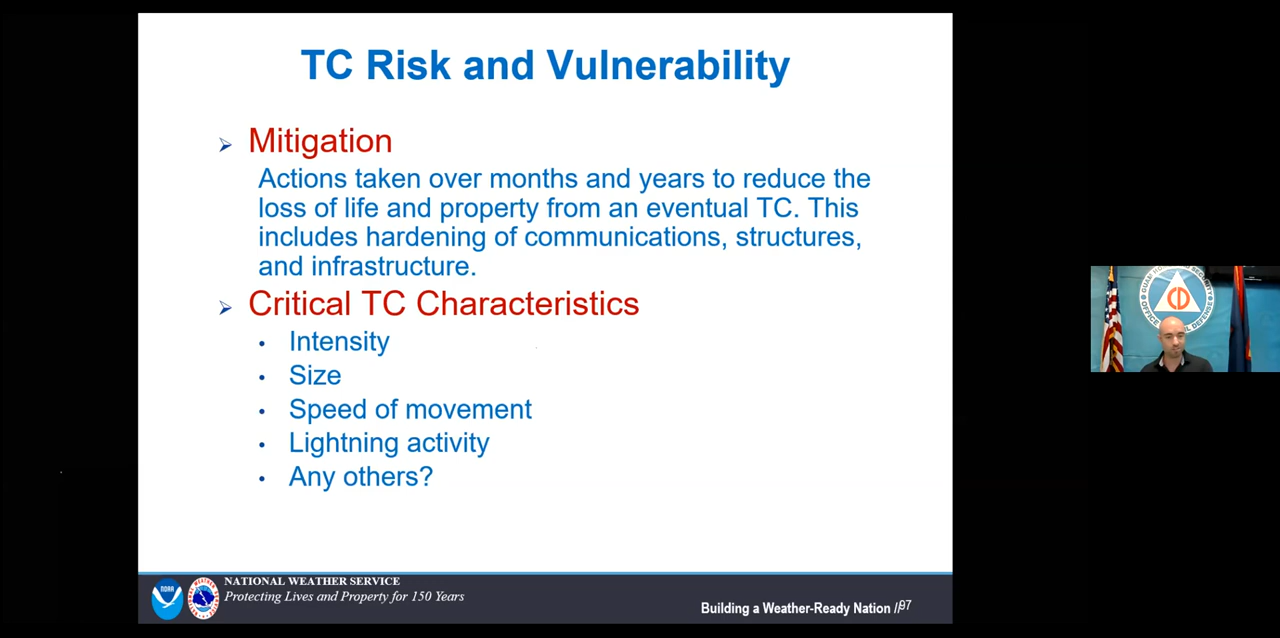 TC Risk and Vulnerability
➢ Mitigation
Actions taken over months and years to reduce the
loss of life and property from an eventual TC. This
includes hardening of communications, structures,
and infrastructure.
➢ Critical TC Characteristics
• Intensity
• Size
• Speed of movement
• Lightning activity
• Any others?
NOAA
NATIONAL WEATHER SERVICE
Protecting Lives and Property for 150 Years
Building a Weather-Ready Nation // 97
CD